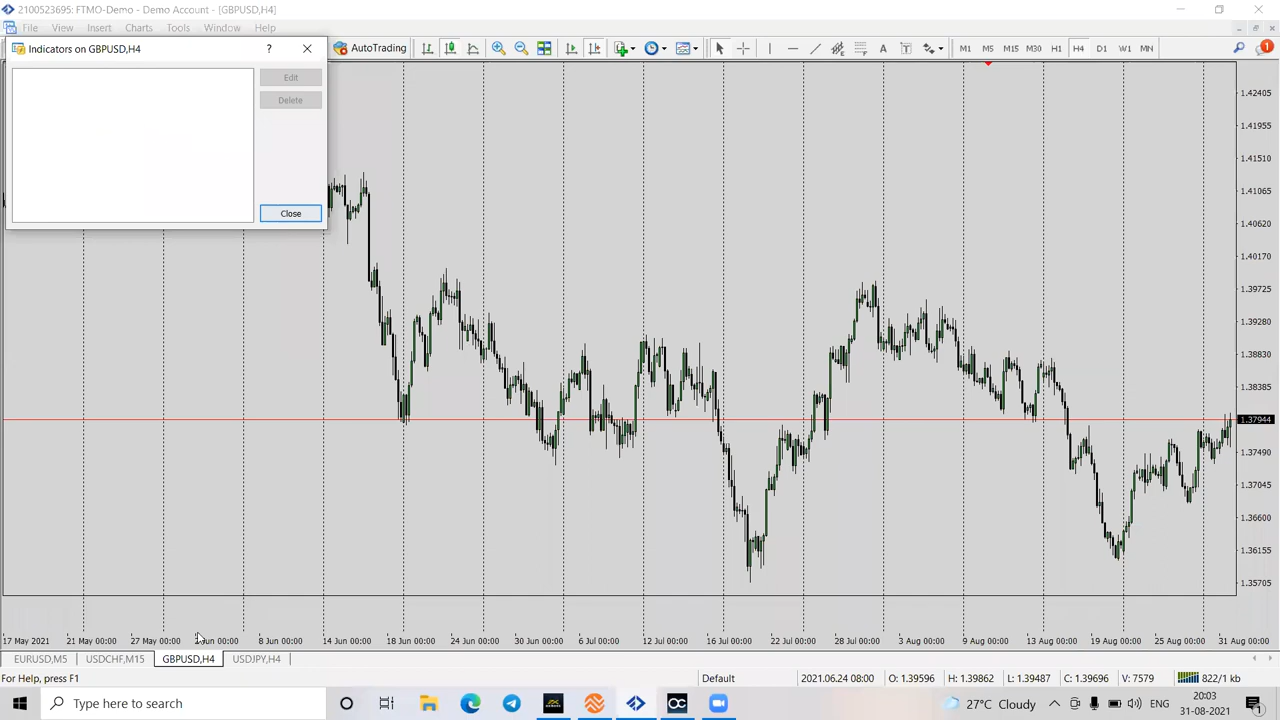 2100523695: FTMO-Demo - Demo Account - [GBPUSD,H4]
File View Insert Charts Tools Window Help
Indicators on GBPUSD,H4 ?
AutoTrading A T M1 M5 M15 M30 H1 H4 D1 W1 MN 1
Edit
Delete
Close
1.42405
1.41955
1.41510
1.41065
1.40620
1.40170
1.39725
1.39280
1.38830
1.38385
1.37944
1.37490
1.37045
1.36600
1.36155
1.35705
17 May 2021 21 May 00:00 27 May 00:00 Jun 00:00 8 Jun 00:00 14 Jun 00:00 18 Jun 00:00 24 Jun 00:00 30 Jun 00:00 6 Jul 00:00 12 Jul 00:00 16 Jul 00:00 22 Jul 00:00 28 Jul 00:00 3 Aug 00:00 9 Aug 00:00 13 Aug 00:00 19 Aug 00:00 25 Aug 00:00 31 Aug 00:00
EURUSD,M5 USDCHF,M15 GBPUSD,H4 USDJPY,H4
For Help, press F1 Default 2021.06.24 08:00 O: 1.39596 H: 1.39862 L: 1.39487 C: 1.39696 V: 7579 822/1 kb
Type here to search OC 27°C Cloudy ENG 20:03
31-08-2021 1